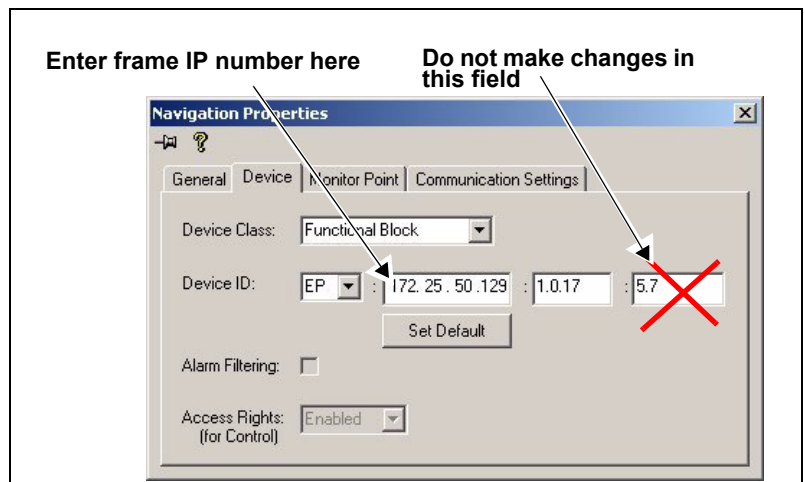 Enter frame IP number here
Do not make changes in
this field
Navigation Properties
General Device Monitor Point Communication Settings
Device Class: Functional Block
Device ID: EP : 172. 25 . 50 .129 : 1.0.17 : 5.7
Set Default
Alarm Filtering:
Access Rights: Enabled
(for Control)